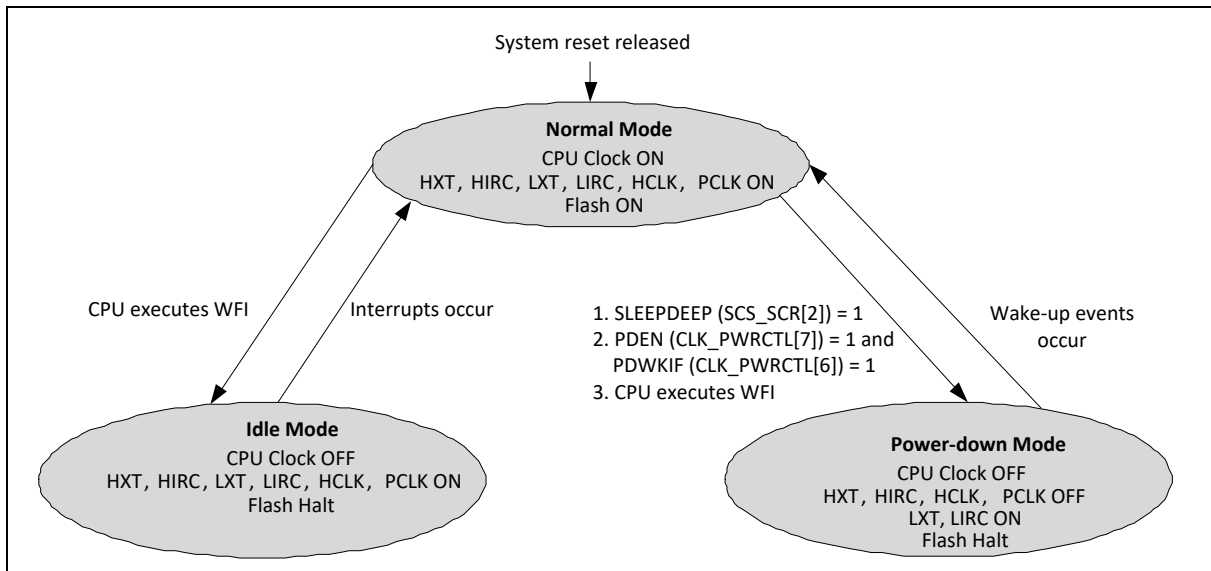 System reset released
Normal Mode
CPU Clock ON
HXT, HIRC, LXT, LIRC, HCLK, PCLK ON
Flash ON
CPU executes WFI
Interrupts occur
1. SLEEPDEEP (SCS_SCR[2]) = 1
2. PDEN (CLK_PWRCTL[7]) = 1 and
PDWKIF (CLK_PWRCTL[6]) = 1
3. CPU executes WFI
Wake-up events
occur
Idle Mode
CPU Clock OFF
HXT, HIRC, LXT, LIRC, HCLK, PCLK ON
Flash Halt
Power-down Mode
CPU Clock OFF
HXT, HIRC, HCLK, PCLK OFF
LXT, LIRC ON
Flash Halt